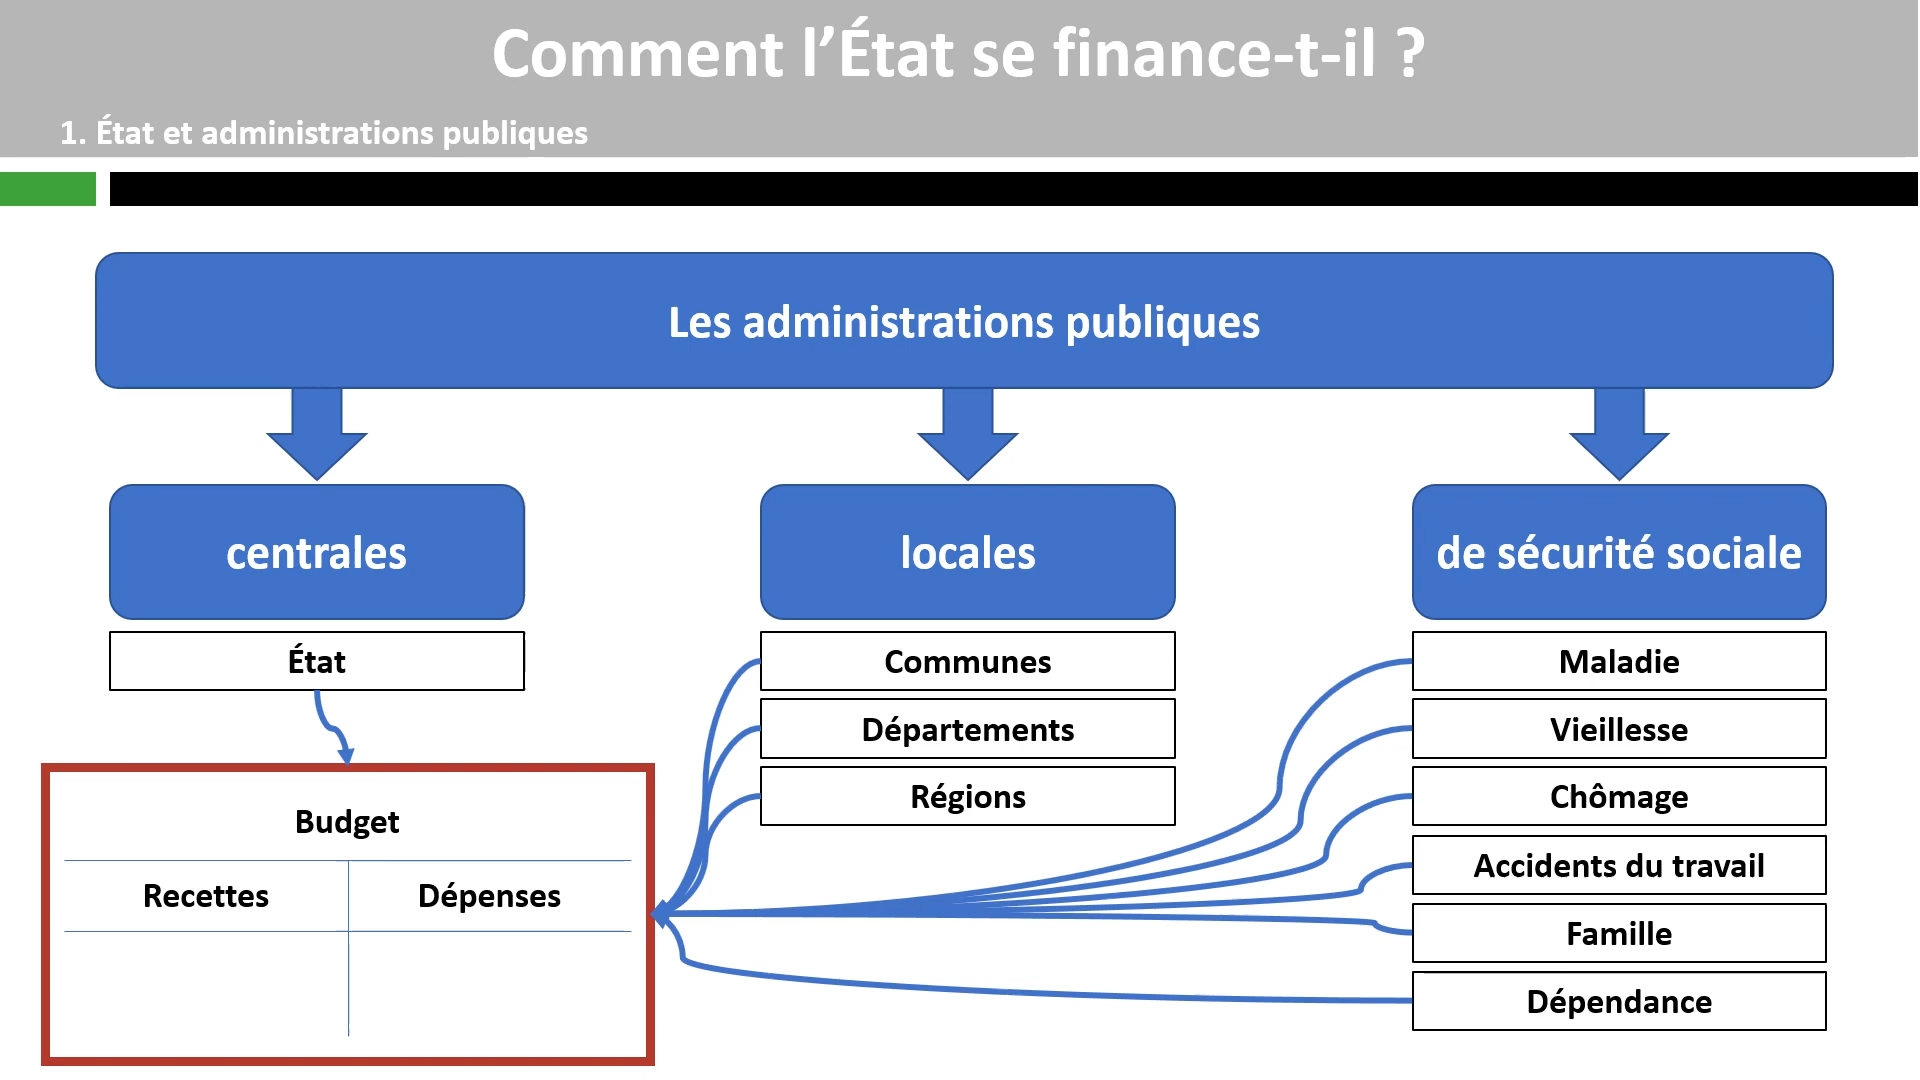 Comment l’État se finance-t-il ?
1. État et administrations publiques
Les administrations publiques
centrales
locales
de sécurité sociale
État
Communes
Départements
Régions
Maladie
Vieillesse
Chômage
Accidents du travail
Famille
Dépendance
Budget
Recettes
Dépenses